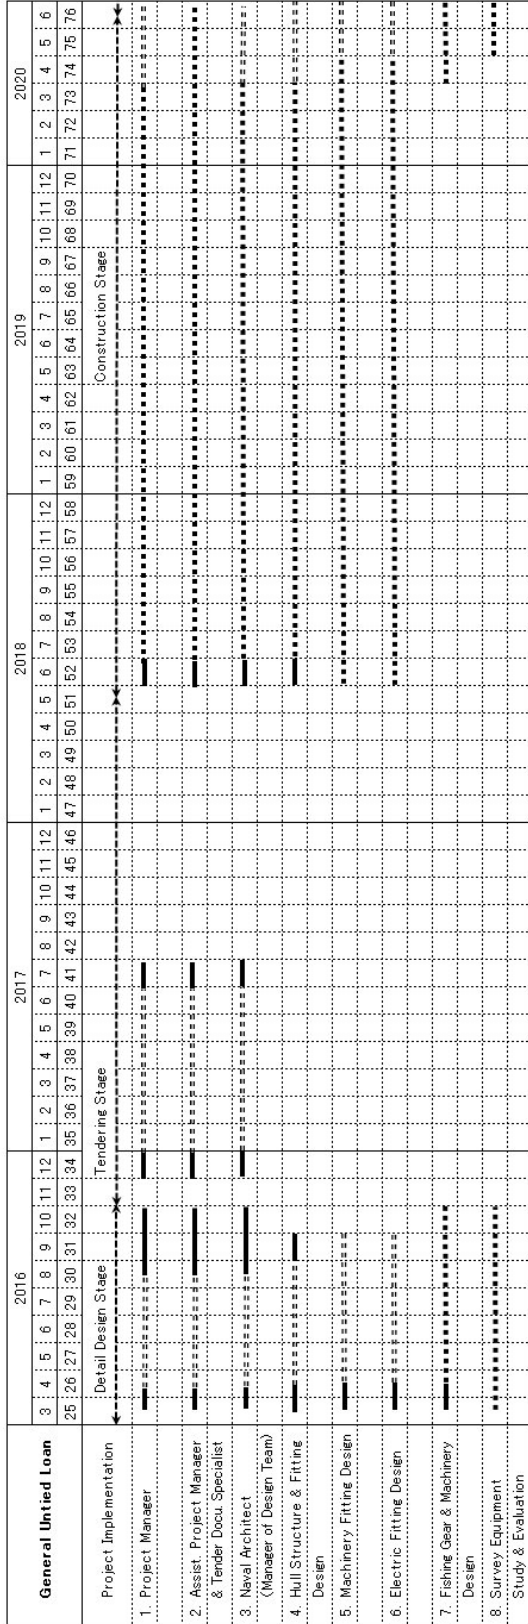 General Untied Loan
2016 2017 2018 2019 2020
3 4 5 6 7 8 9 10 11 12 1 2 3 4 5 6 7 8 9 10 11 12 1 2 3 4 5 6 7 8 9 10 11 12 1 2 3 4 5 6 7 8 9 10 11 12 1 2 3 4 5 6
25 26 27 28 29 30 31 32 33 34 35 36 37 38 39 40 41 42 43 44 45 46 47 48 49 50 51 52 53 54 55 56 57 58 59 60 61 62 63 64 65 66 67 68 69 70 71 72 73 74 75 76
Project Implementation
Detail Design Stage Tendering Stage Construction Stage
1. Project Manager
2. Assist. Project Manager
& Tender Docu. Specialist
3. Naval Architect
(Manager of Design Team)
4. Hull Structure & Fitting
Design
5. Machinery Fitting Design
6. Electric Fitting Design
7. Fishing Gear & Machinery
Design
8. Survey Equipment
Study & Evaluation